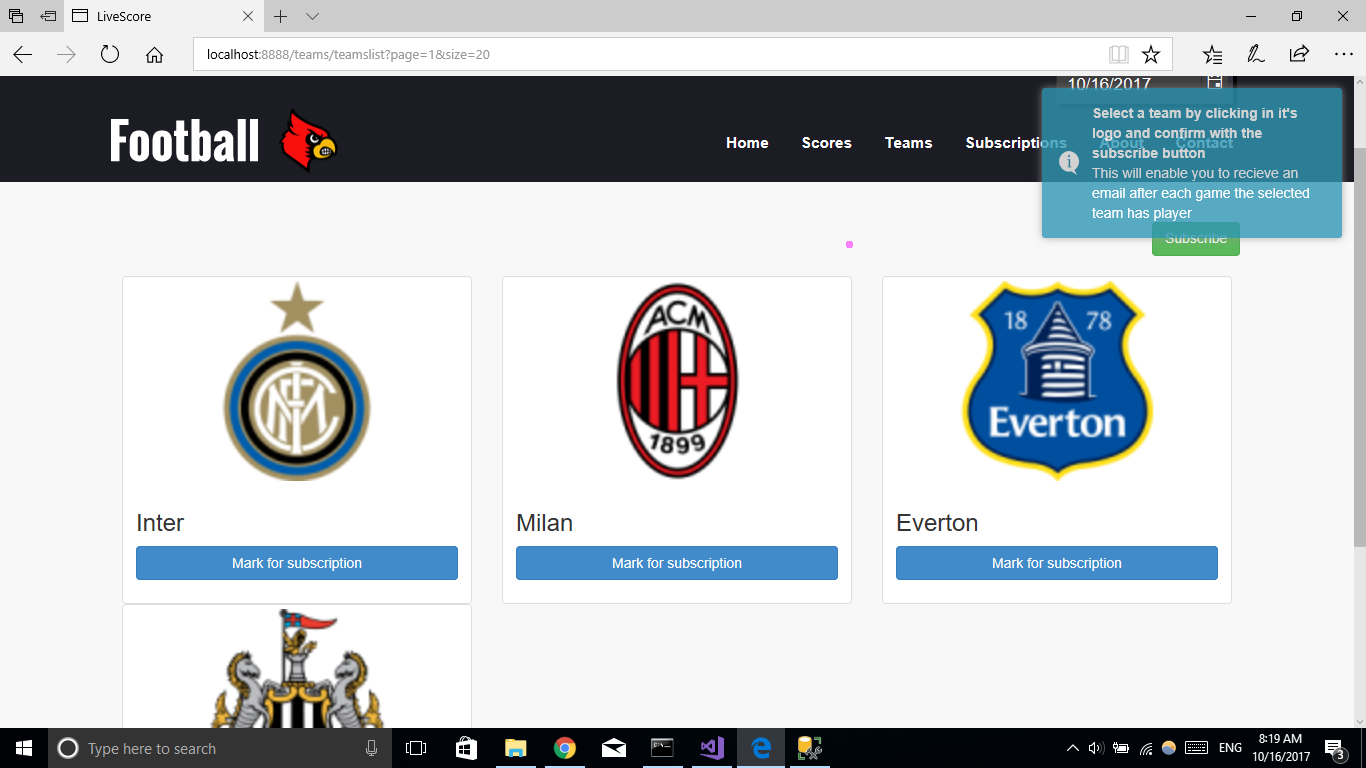 LiveScore
localhost:8888/teams/teamslist?page=1&size=20
10/16/2017
Football
Home
Scores
Teams
Subscriptions
About
Contact
Select a team by clicking in it's
logo and confirm with the
subscribe button
This will enable you to recieve an
email after each game the selected
team has player
Subscribe
ACM
1899
18 78
Everton
Inter
Milan
Everton
Mark for subscription
Mark for subscription
Mark for subscription
Type here to search
ENG
8:19 AM
10/16/2017
3